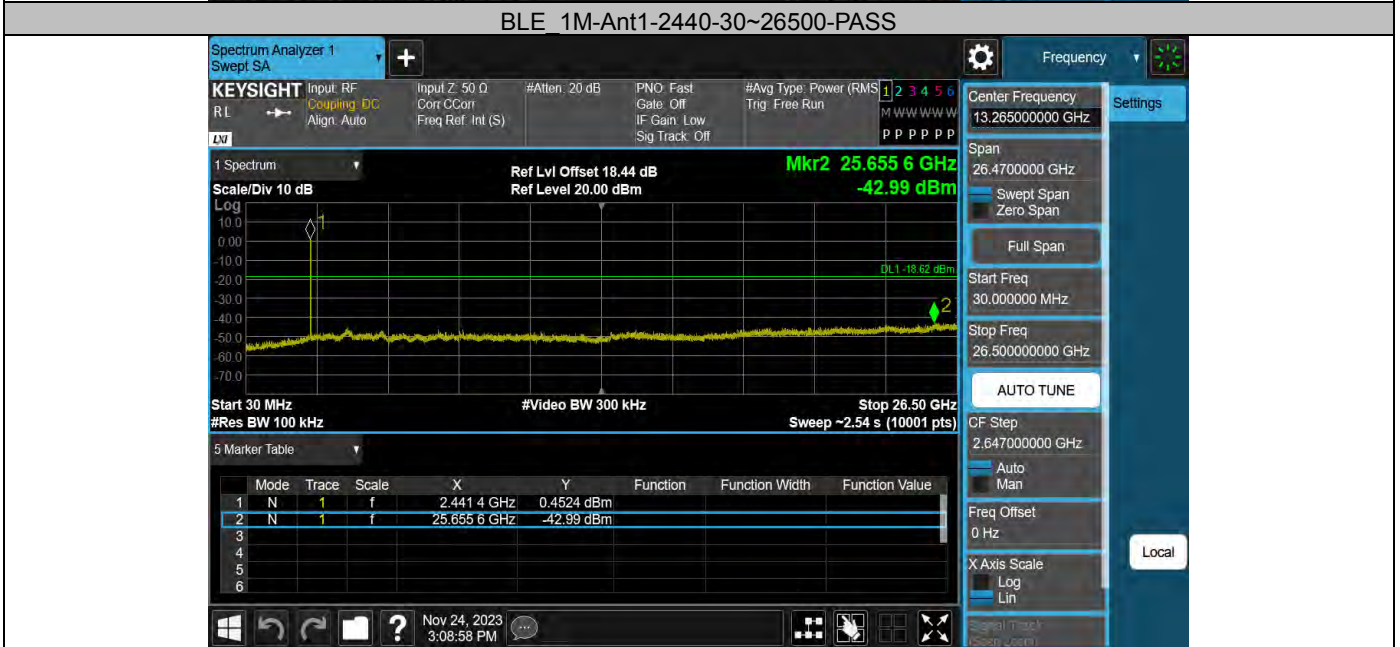 BLE_1M-Ant1-2440-30~26500-PASS
Spectrum Analyzer 1
Swept SA
+
Frequency
KEYSIGHT
RL
LXI
Input: RF
Coupling: DC
Align: Auto
Input Z: 50 Ω
Corr CCorr
Freq Ref: Int (S)
#Atten: 20 dB
PNO: Fast
Gate: Off
IF Gain: Low
Sig Track: Off
#Avg Type: Power (RMS
Trig: Free Run
1 2 3 4 5 6
M W W W W W
P P P P P P
1 Spectrum
Scale/Div 10 dB
Ref Lvl Offset 18.44 dB
Ref Level 20.00 dBm
Mkr2 25.655 6 GHz
-42.99 dBm
Log
10.0
0.00
-10.0
-20.0
-30.0
-40.0
-50.0
-60.0
-70.0
1
DL1 -18.62 dBm
2
Start 30 MHz
#Res BW 100 kHz
#Video BW 300 kHz
Stop 26.50 GHz
Sweep ~2.54 s (10001 pts)
5 Marker Table
Mode Trace Scale X Y Function Function Width Function Value
1 N 1 f 2.441 4 GHz 0.4524 dBm
2 N 1 f 25.655 6 GHz -42.99 dBm
3
4
5
6
Nov 24, 2023
3:08:58 PM
Center Frequency
13.265000000 GHz
Settings
Span
26.4700000 GHz
Swept Span
Zero Span
Full Span
Start Freq
30.000000 MHz
Stop Freq
26.500000000 GHz
AUTO TUNE
CF Step
2.647000000 GHz
Auto
Man
Freq Offset
0 Hz
Local
X Axis Scale
Log
Lin
Signal Track
(Span Zoom)